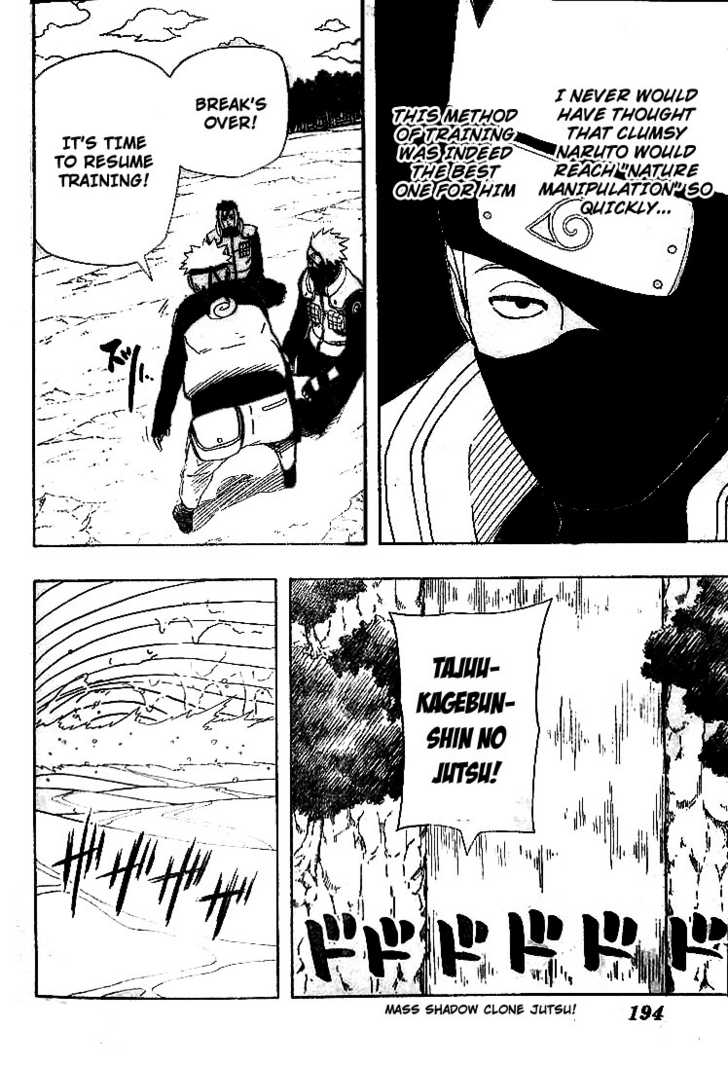 I NEVER WOULD
HAVE THOUGHT
THAT CLUMSY
NARUTO WOULD
REACH "NATURE
MANIPULATION" SO
QUICKLY...
THIS METHOD
OF TRAINING
WAS INDEED
THE BEST
ONE FOR HIM
BREAK'S
OVER!
IT'S TIME
TO RESUME
TRAINING!
ズッ..
TAJUU-
KAGEBUN-
SHIN NO
JUTSU!
ドドドドドド
MASS SHADOW CLONE JUTSU!
194